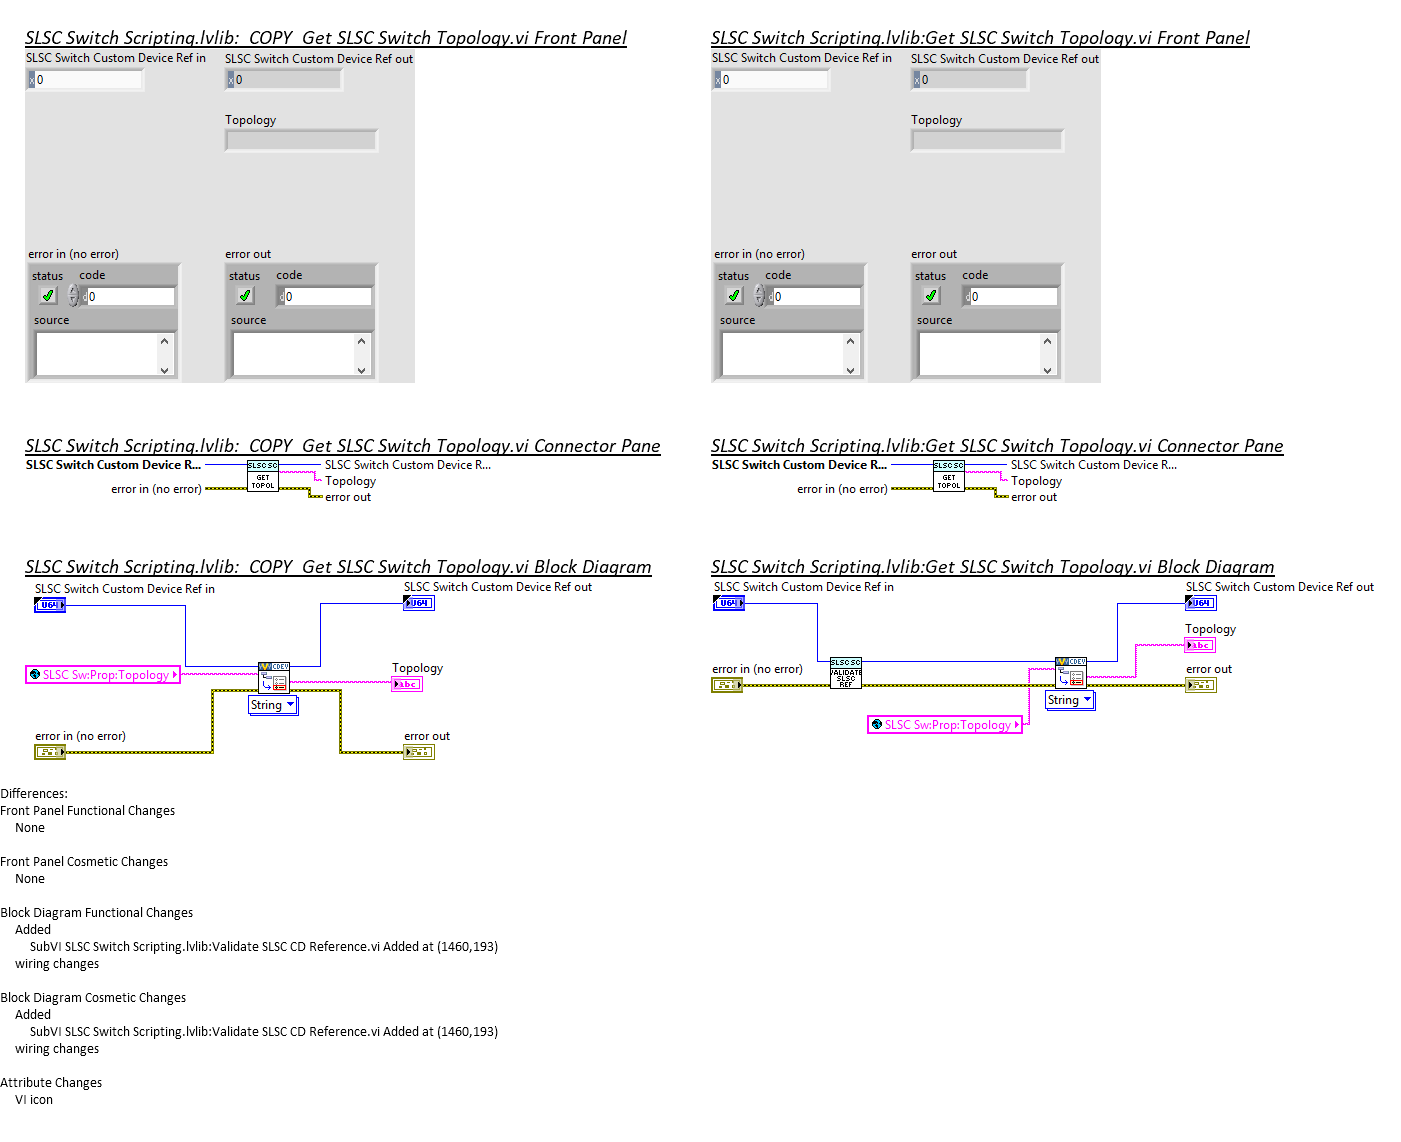 SLSC Switch Scripting.lvlib:  COPY  Get SLSC Switch Topology.vi Front Panel
SLSC Switch Custom Device Ref in
SLSC Switch Custom Device Ref out
x 0
x 0
Topology
error in (no error)
error out
status
code
status
code
d 0
d 0
source
source
SLSC Switch Scripting.lvlib:Get SLSC Switch Topology.vi Front Panel
SLSC Switch Custom Device Ref in
SLSC Switch Custom Device Ref out
x 0
x 0
Topology
error in (no error)
error out
status
code
status
code
d 0
d 0
source
source
SLSC Switch Scripting.lvlib:  COPY  Get SLSC Switch Topology.vi Connector Pane
SLSC Switch Custom Device R...
SLSC SC
GET
TOPOL
SLSC Switch Custom Device R...
Topology
error in (no error)
error out
SLSC Switch Scripting.lvlib:Get SLSC Switch Topology.vi Connector Pane
SLSC Switch Custom Device R...
SLSC SC
GET
TOPOL
SLSC Switch Custom Device R...
Topology
error in (no error)
error out
SLSC Switch Scripting.lvlib:  COPY  Get SLSC Switch Topology.vi Block Diagram
SLSC Switch Custom Device Ref in
SLSC Switch Custom Device Ref out
U64
U64
SLSC Sw:Prop:Topology
CDEV
String
Topology
abc
error in (no error)
error out
SLSC Switch Scripting.lvlib:Get SLSC Switch Topology.vi Block Diagram
SLSC Switch Custom Device Ref in
SLSC Switch Custom Device Ref out
U64
U64
Topology
abc
error in (no error)
SLSC SC
VALIDATE
SLSC
REF
CDEV
String
error out
SLSC Sw:Prop:Topology
Differences:
Front Panel Functional Changes
None
Front Panel Cosmetic Changes
None
Block Diagram Functional Changes
Added
SubVI SLSC Switch Scripting.lvlib:Validate SLSC CD Reference.vi Added at (1460,193)
wiring changes
Block Diagram Cosmetic Changes
Added
SubVI SLSC Switch Scripting.lvlib:Validate SLSC CD Reference.vi Added at (1460,193)
wiring changes
Attribute Changes
VI icon